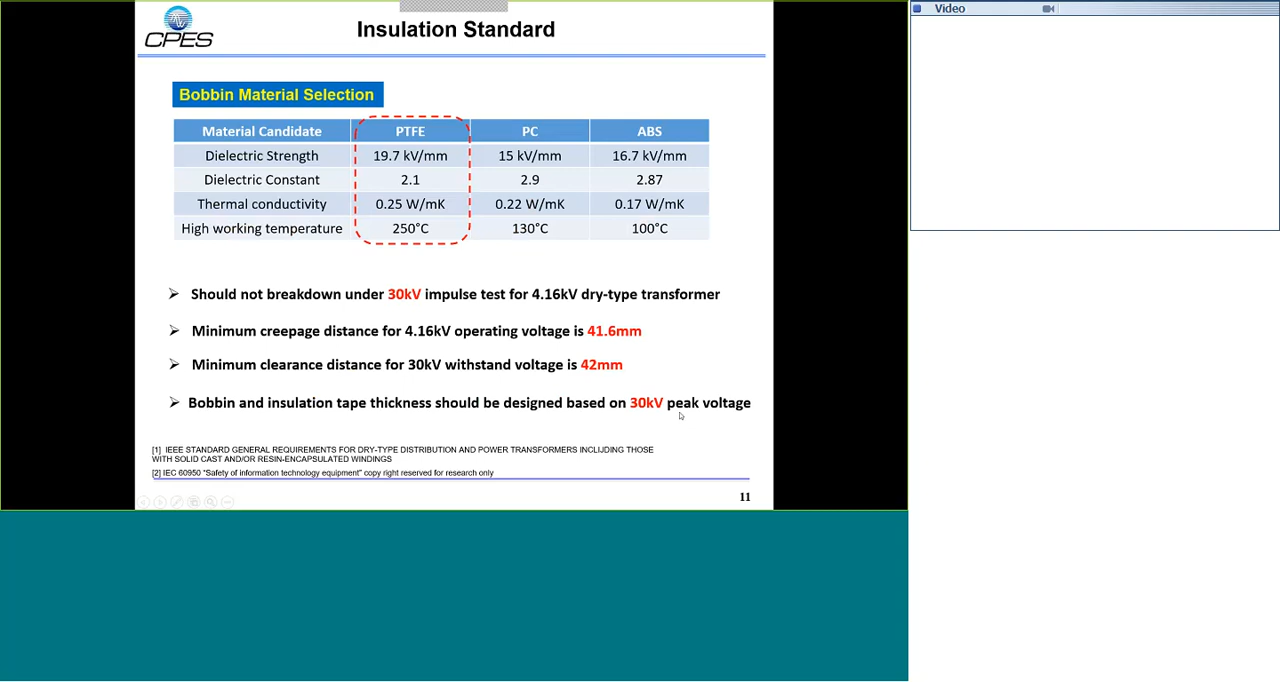 Video
CPES
Insulation Standard
Bobbin Material Selection
Material Candidate PTFE PC ABS
Dielectric Strength 19.7 kV/mm 15 kV/mm 16.7 kV/mm
Dielectric Constant 2.1 2.9 2.87
Thermal conductivity 0.25 W/mK 0.22 W/mK 0.17 W/mK
High working temperature 250°C 130°C 100°C
Should not breakdown under 30kV impulse test for 4.16kV dry-type transformer
Minimum creepage distance for 4.16kV operating voltage is 41.6mm
Minimum clearance distance for 30kV withstand voltage is 42mm
Bobbin and insulation tape thickness should be designed based on 30kV peak voltage
[1] IEEE STANDARD GENERAL REQUIREMENTS FOR DRY-TYPE DISTRIBUTION AND POWER TRANSFORMERS INCLIJDING THOSE
WITH SOLID CAST AND/OR RESIN-ENCAPSULATED WINDINGS
[2] IEC 60950 "Safety of information technology equipment" copy right reserved for research only
11